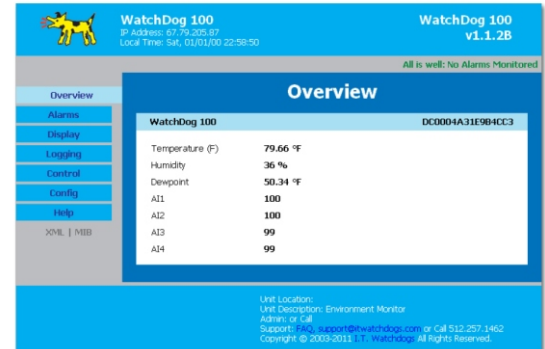 WatchDog 100
IP Address: 67.79.205.87
Local Time: Sat, 01/01/00 22:58:50
WatchDog 100
v1.1.2B
All is well: No Alarms Monitored
Overview
Alarms
Display
Logging
Control
Config
Help
XML | MIB
Overview
WatchDog 100 DC0004A31E9B4CC3
Temperature (F) 79.66 ºF
Humidity 36 %
Dewpoint 50.34 ºF
AI1 100
AI2 100
AI3 99
AI4 99
Unit Location:
Unit Description: Environment Monitor
Admin: or Call
Support: FAQ, support@itwatchdogs.com or Call 512.257.1462
Copyright © 2003-2011 I.T. Watchdogs All Rights Reserved.